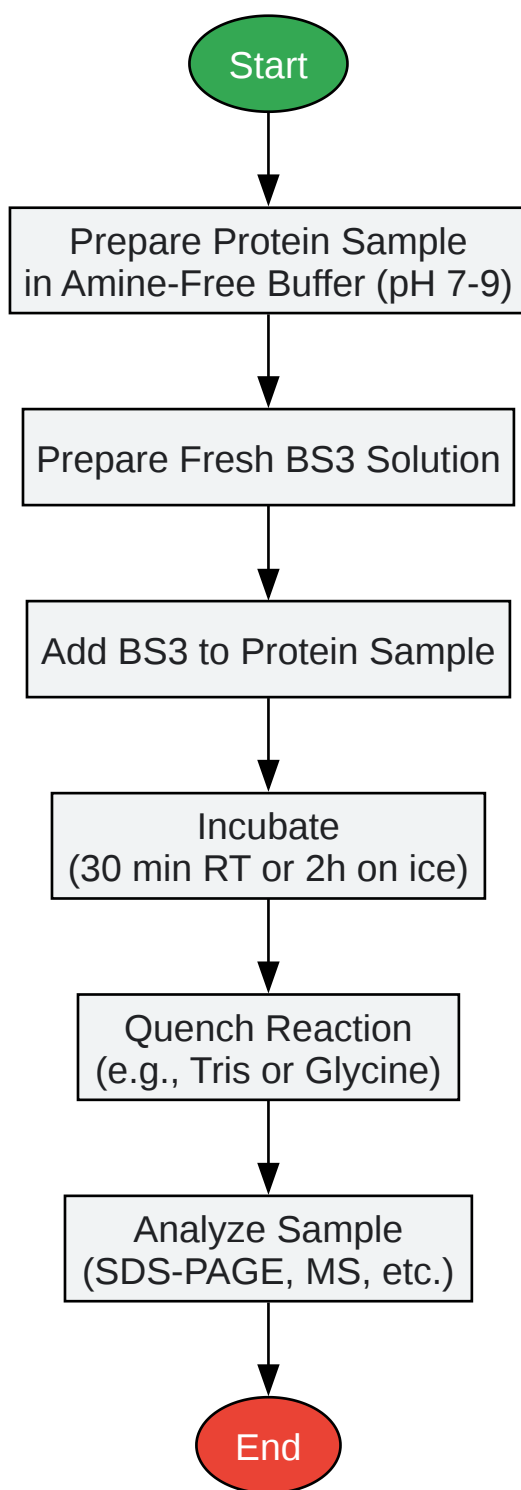 Start
Prepare Protein Sample
in Amine-Free Buffer (pH 7-9)
Prepare Fresh BS3 Solution
Add BS3 to Protein Sample
Incubate
(30 min RT or 2h on ice)
Quench Reaction
(e.g., Tris or Glycine)
Analyze Sample
(SDS-PAGE, MS, etc.)
End